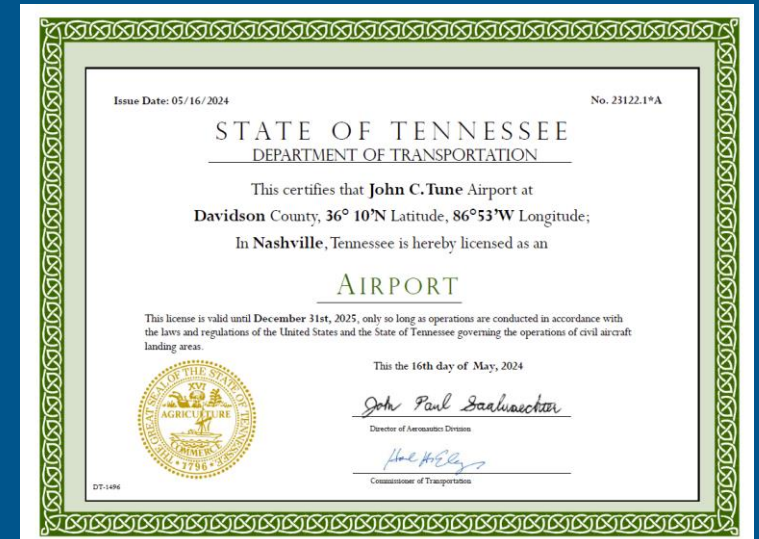 Issue Date: 05/16/2024
No. 23122.1*A
STATE OF TENNESSEE
DEPARTMENT OF TRANSPORTATION
This certifies that John C. Tune Airport at
Davidson County, 36° 10’N Latitude, 86°53’W Longitude;
In Nashville, Tennessee is hereby licensed as an
AIRPORT
This license is valid until December 31st, 2025, only so long as operations are conducted in accordance with
the laws and regulations of the United States and the State of Tennessee governing the operations of civil aircraft
landing areas.
This the 16th day of May, 2024
THE GREAT SEAL OF THE STATE OF TENNESSEE
XVI
AGRICULTURE
COMMERCE
1796
John Paul Saalwaechter
Director of Aeronautics Division
Commissioner of Transportation
DT-1496